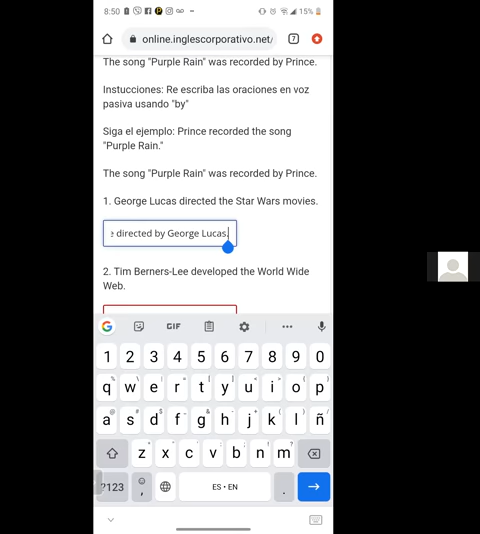 8:50
15%
online.inglescorporativo.net/
7
The song "Purple Rain" was recorded by Prince.
Instucciones: Re escriba las oraciones en voz
pasiva usando "by"
Siga el ejemplo: Prince recorded the song
"Purple Rain."
The song "Purple Rain" was recorded by Prince.
1. George Lucas directed the Star Wars movies.
directed by George Lucas.
2. Tim Berners-Lee developed the World Wide
Web.
GIF
1 2 3 4 5 6 7 8 9 0
q w e r t y u i o p
a s d f g h j k l ñ
z x c v b n m
?123 , ES • EN .